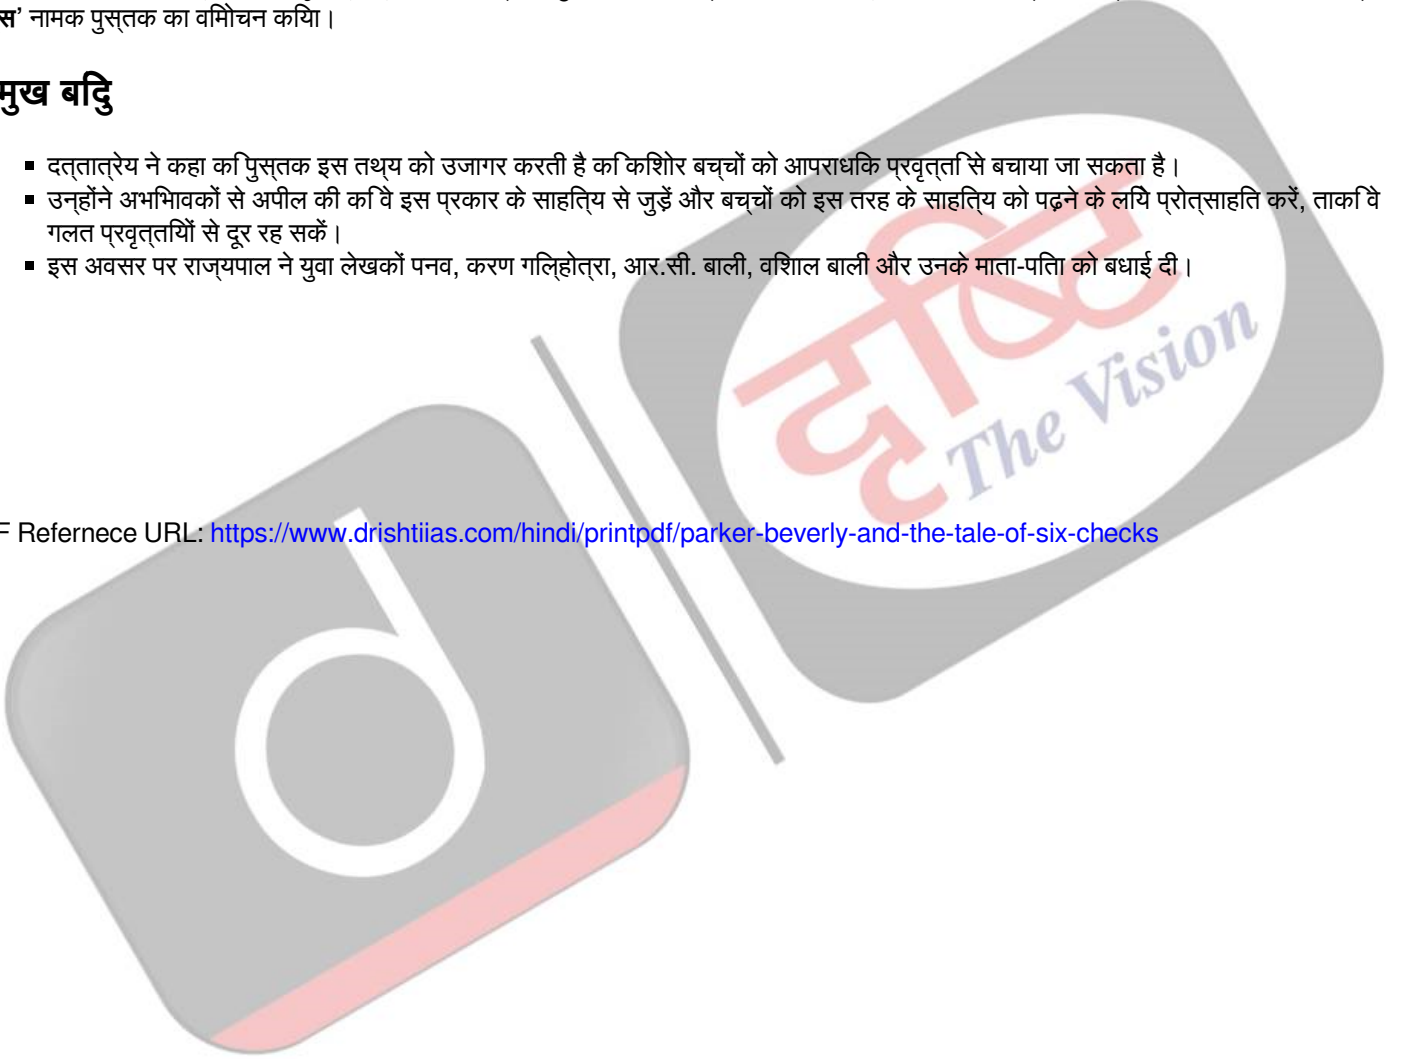 स’ नामक पुस्तक का विमोचन किया।
मुख बिंदु
▪ दत्तात्रेय ने कहा कि पुस्तक इस तथ्य को उजागर करती है कि किशोर बच्चों को आपराधिक प्रवृत्ति से बचाया जा सकता है।
▪ उन्होंने अभिभावकों से अपील की कि वे इस प्रकार के साहित्य से जुड़ें और बच्चों को इस तरह के साहित्य को पढ़ने के लिये प्रोत्साहित करें, ताकि वे
गलत प्रवृत्तियों से दूर रह सकें।
▪ इस अवसर पर राज्यपाल ने युवा लेखकों पनव, करण गिल्होत्रा, आर.सी. बाली, विशाल बाली और उनके माता-पिता को बधाई दी।
दृष्टि
The Vision
F Refernece URL: https://www.drishtiias.com/hindi/printpdf/parker-beverly-and-the-tale-of-six-checks
d